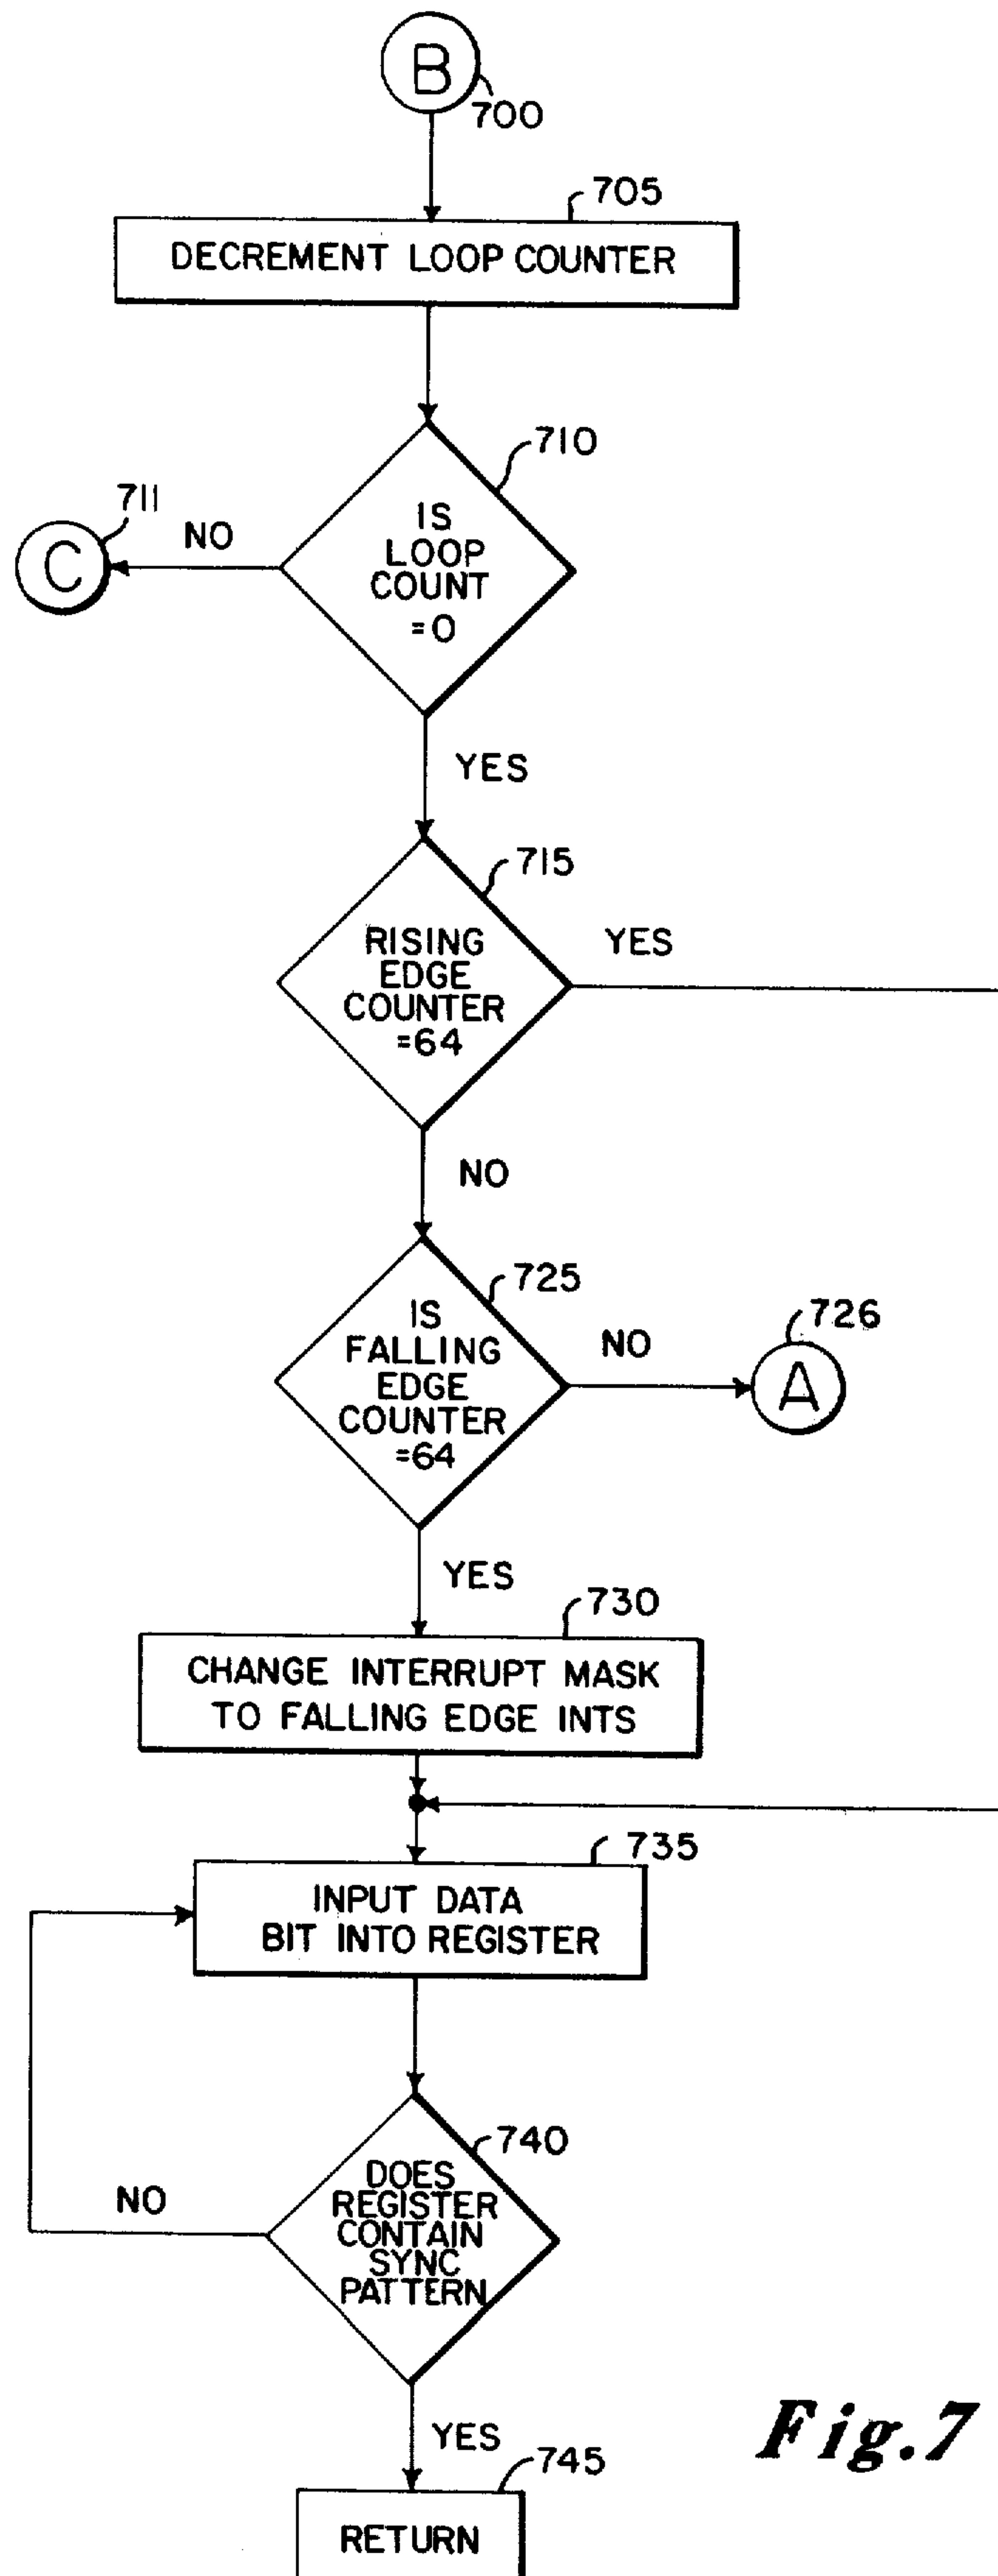 B
700
705
DECREMENT LOOP COUNTER
710
IS
LOOP
COUNT
=0
711
NO
C
YES
715
RISING
EDGE
COUNTER
=64
YES
NO
725
IS
FALLING
EDGE
COUNTER
=64
NO
726
A
YES
730
CHANGE INTERRUPT MASK
TO FALLING EDGE INTS
735
INPUT DATA
BIT INTO REGISTER
740
DOES
REGISTER
CONTAIN
SYNC
PATTERN
NO
YES
745
RETURN
Fig.7